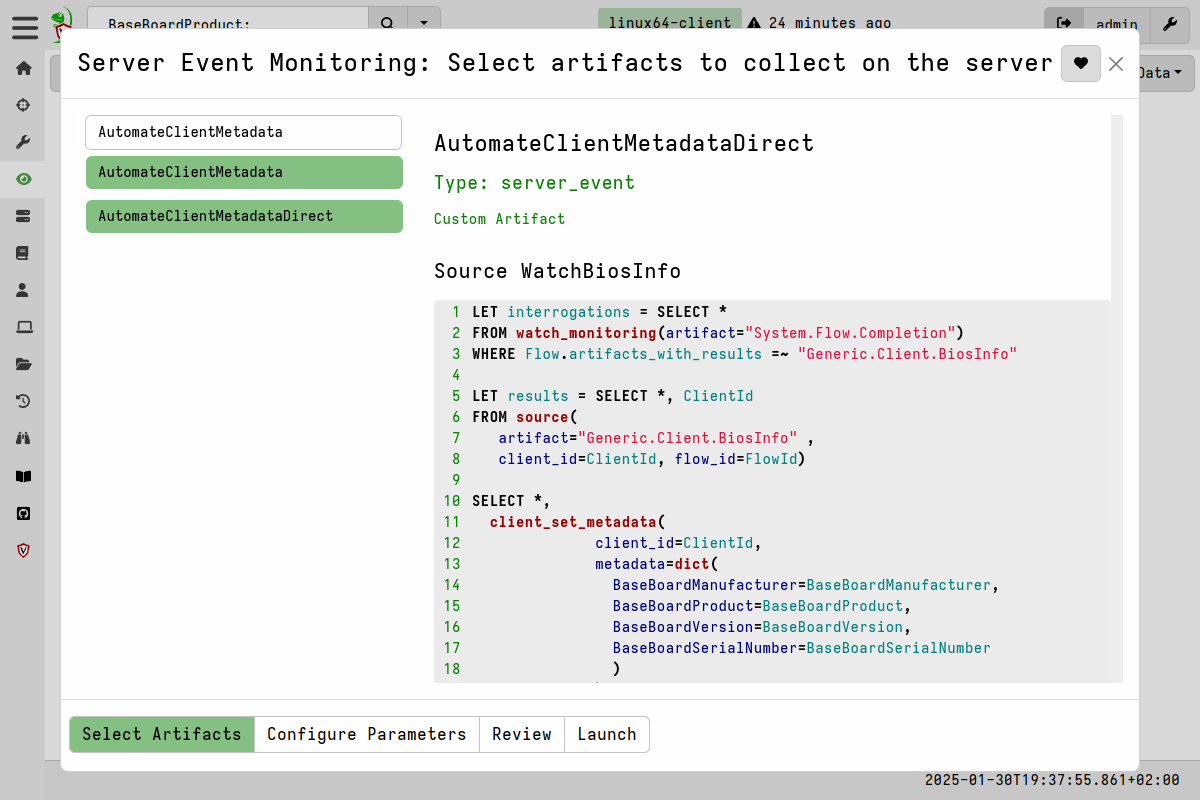 BaseBoardProduct:
linux64-client
24 minutes ago
admin
Server Event Monitoring: Select artifacts to collect on the server
Data
AutomateClientMetadata
AutomateClientMetadata
AutomateClientMetadataDirect
AutomateClientMetadataDirect
Type: server_event
Custom Artifact
Source WatchBiosInfo
1 LET interrogations = SELECT *
2 FROM watch_monitoring(artifact="System.Flow.Completion")
3 WHERE Flow.artifacts_with_results =~ "Generic.Client.BiosInfo"
4
5 LET results = SELECT *, ClientId
6 FROM source(
7 artifact="Generic.Client.BiosInfo" ,
8 client_id=ClientId, flow_id=FlowId)
9
10 SELECT *,
11 client_set_metadata(
12 client_id=ClientId,
13 metadata=dict(
14 BaseBoardManufacturer=BaseBoardManufacturer,
15 BaseBoardProduct=BaseBoardProduct,
16 BaseBoardVersion=BaseBoardVersion,
17 BaseBoardSerialNumber=BaseBoardSerialNumber
18 )
Select Artifacts
Configure Parameters
Review
Launch
2025-01-30T19:37:55.861+02:00